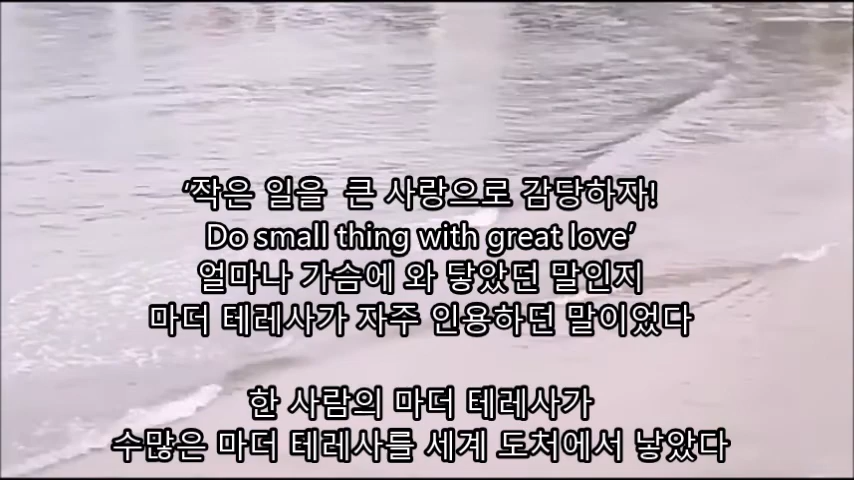 '작은 일을 큰 사랑으로 감당하자!
Do small thing with great love'
얼마나 가슴에 와 닿았던 말인지
마더 테레사가 자주 인용하던 말이었다
한 사람의 마더 테레사가
수많은 마더 테레사를 세계 도처에서 낳았다